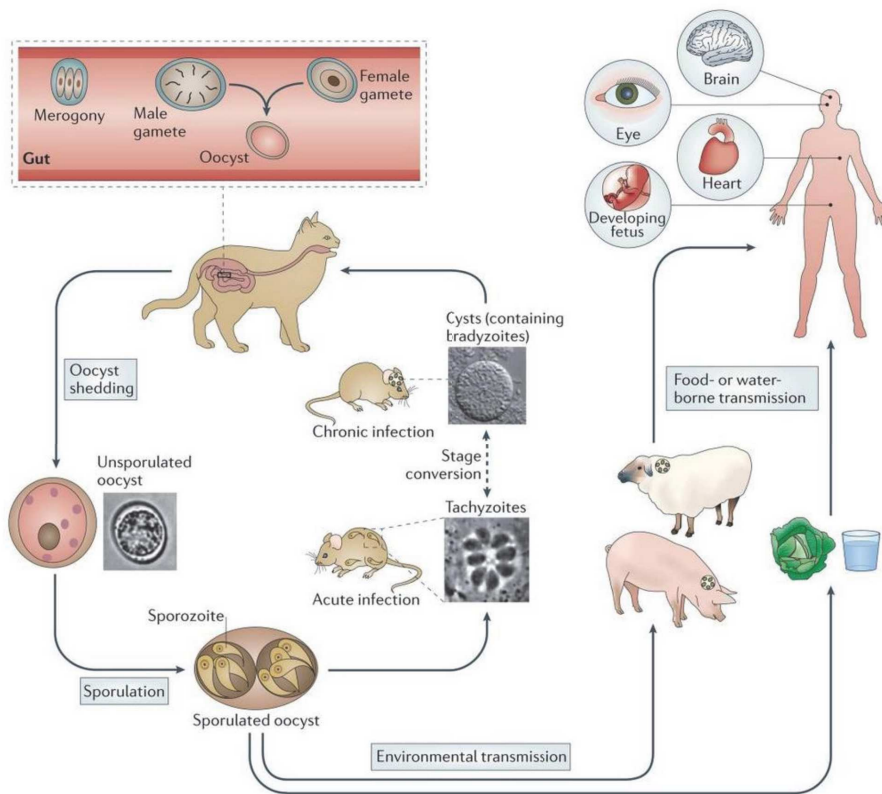 Merogony
Male
gamete
Female
gamete
Oocyst
Gut
Brain
Eye
Heart
Developing
fetus
Oocyst
shedding
Cysts (containing
bradyzoites)
Chronic infection
Stage
conversion
Food- or water-
borne transmission
Unsporulated
oocyst
Tachyzoites
Acute infection
Sporozoite
Sporulation
Sporulated oocyst
Environmental transmission